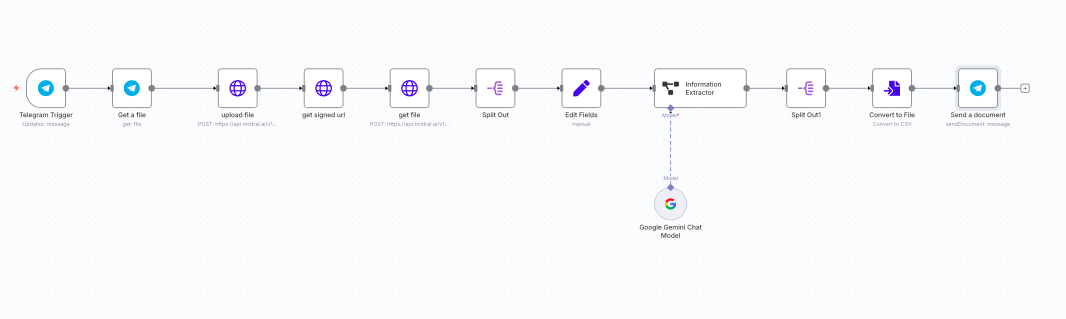 Information
Extractor
Telegram Trigger
Updates: message
Get a file
get: file
upload file
POST: https://api.mistral.ai/v1...
get signed url
get file
POST: https://api.mistral.ai/v1...
Split Out
Edit Fields
manual
Model*
Split Out1
Convert to File
Convert to CSV
Send a document
sendDocument: message
Model
Google Gemini Chat
Model